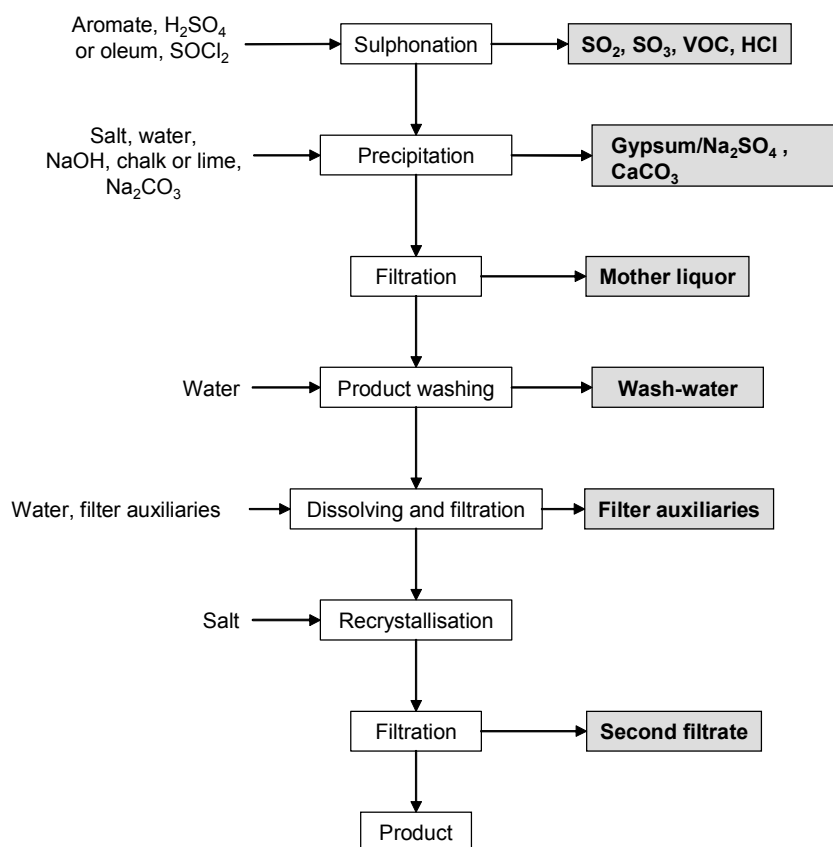 Aromate, H₂SO₄
or oleum, SOCl₂
Sulphonation
SO₂, SO₃, VOC, HCl
Salt, water,
NaOH, chalk or lime,
Na₂CO₃
Precipitation
Gypsum/Na₂SO₄ ,
CaCO₃
Filtration
Mother liquor
Water
Product washing
Wash-water
Water, filter auxiliaries
Dissolving and filtration
Filter auxiliaries
Salt
Recrystallisation
Filtration
Second filtrate
Product